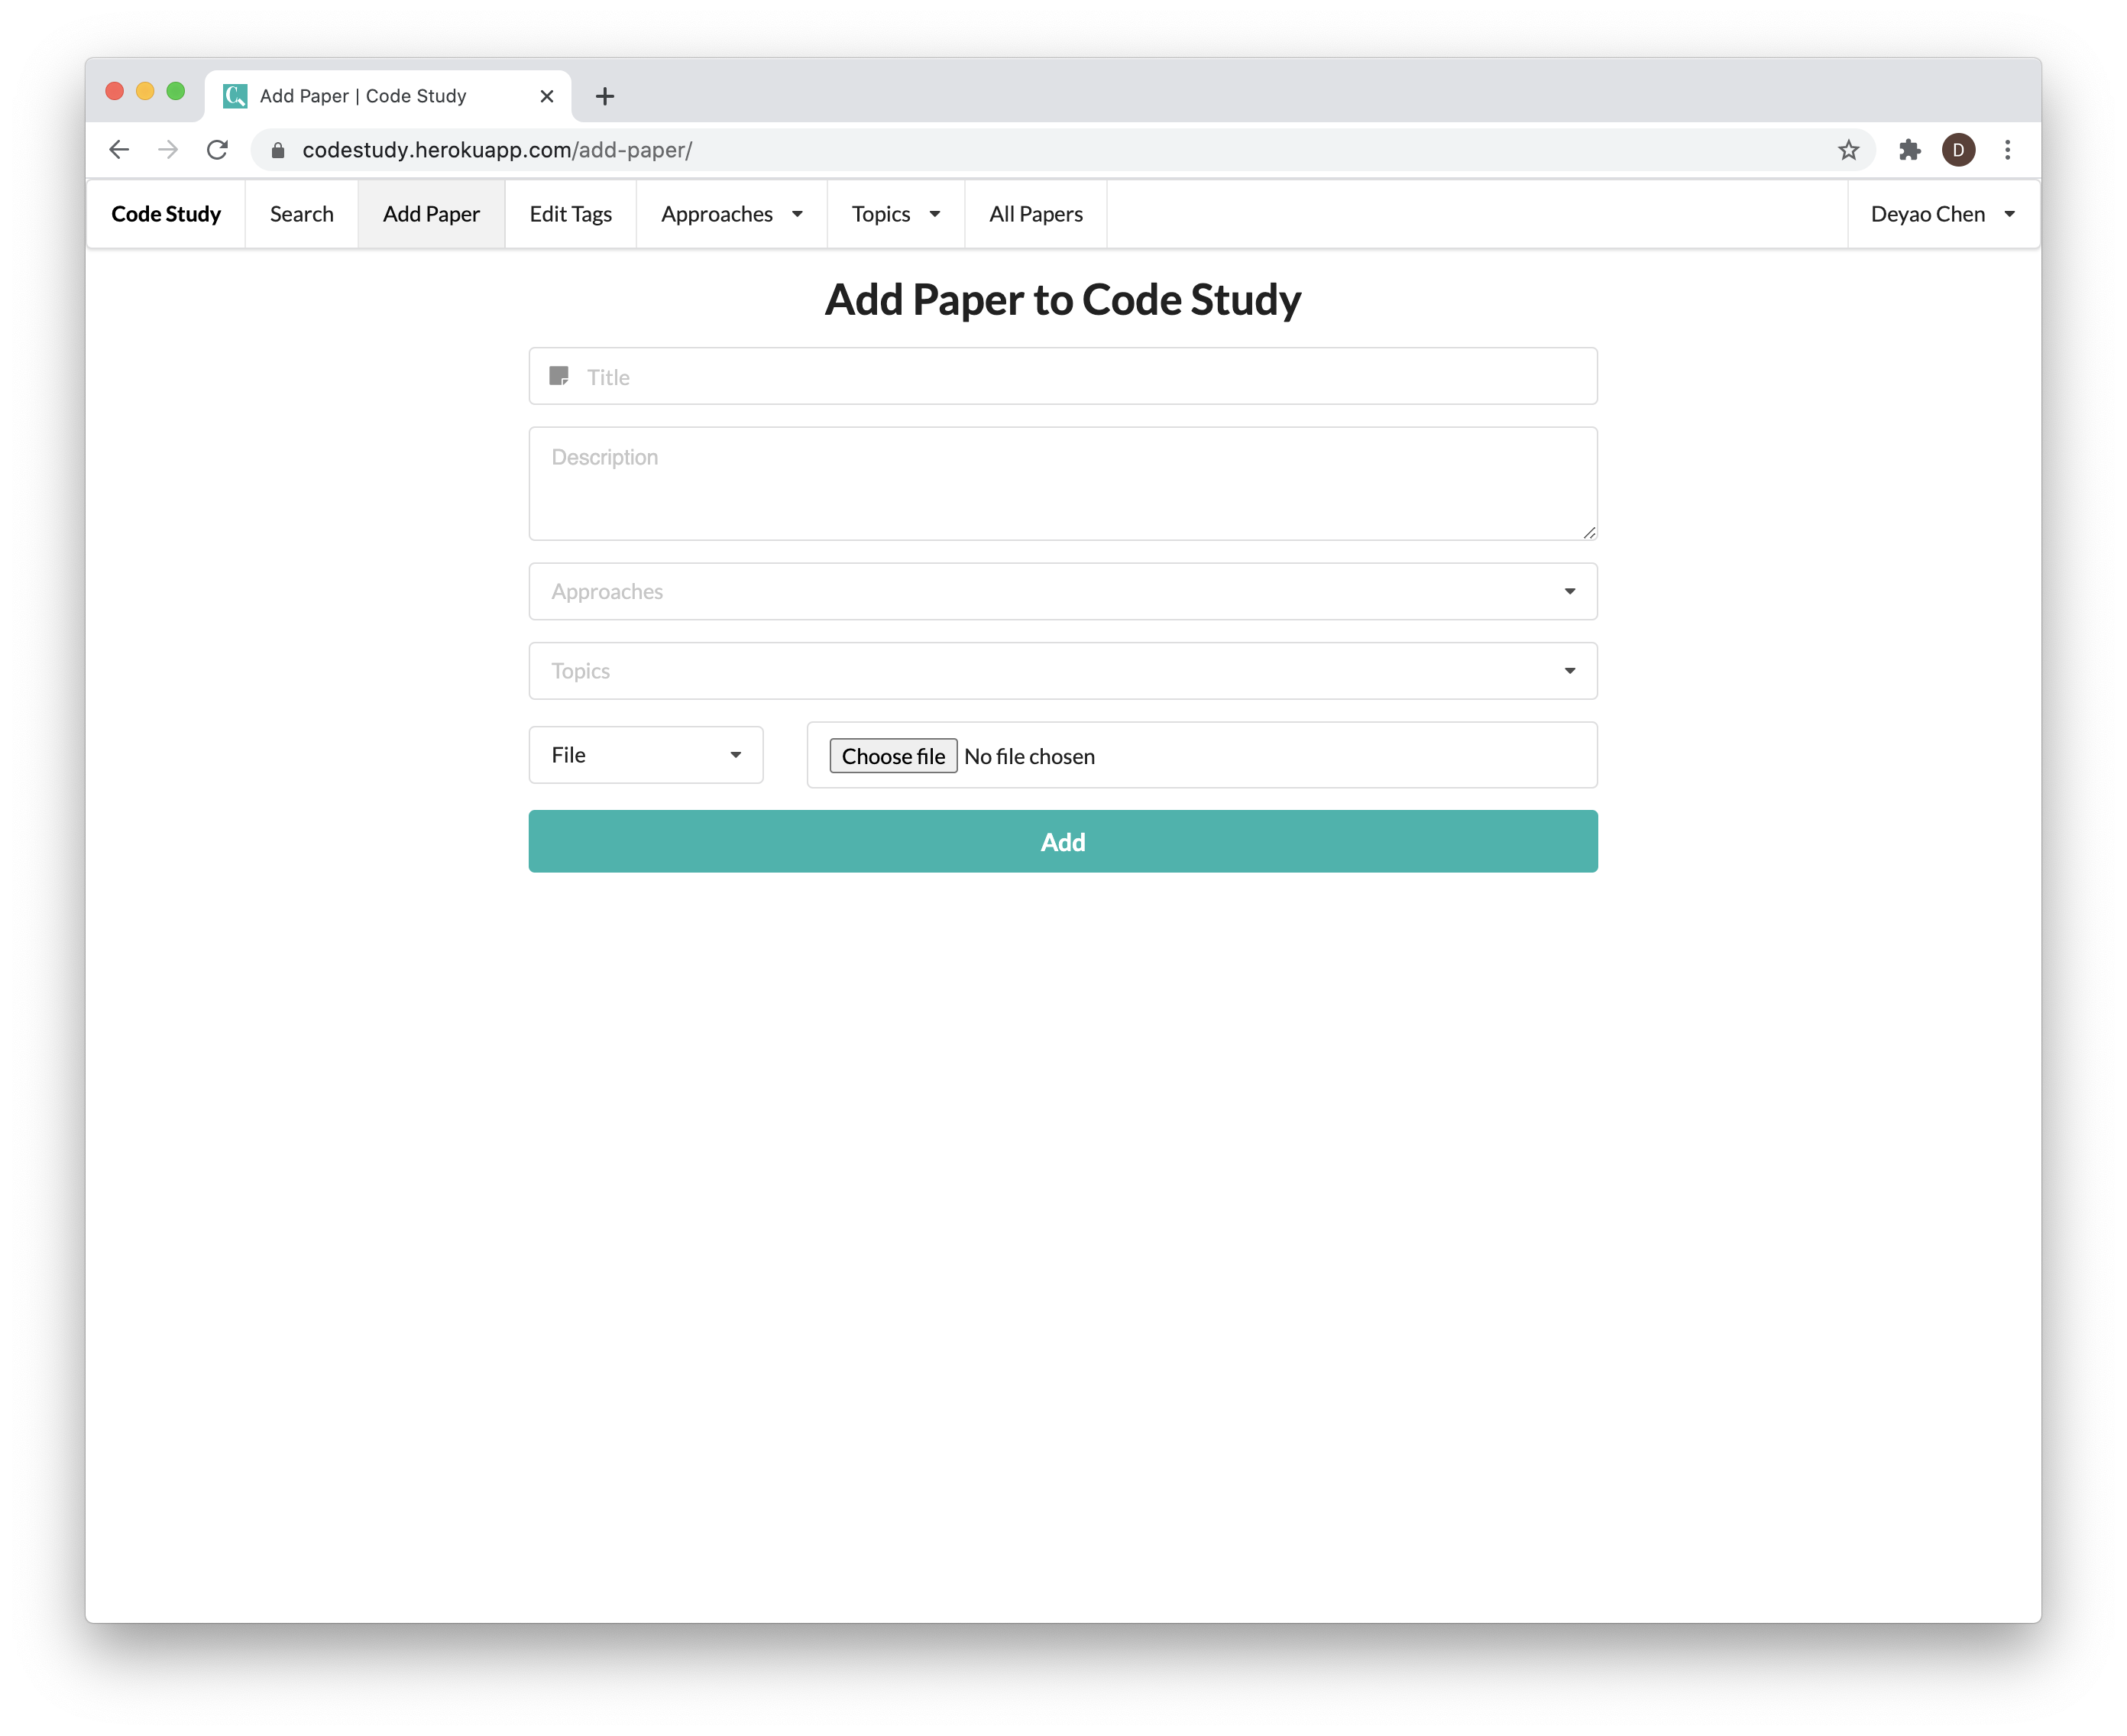 Add Paper | Code Study
codestudy.herokuapp.com/add-paper/
D
Code Study Search Add Paper Edit Tags Approaches Topics All Papers Deyao Chen
Add Paper to Code Study
Title
Description
Approaches
Topics
File Choose file No file chosen
Add